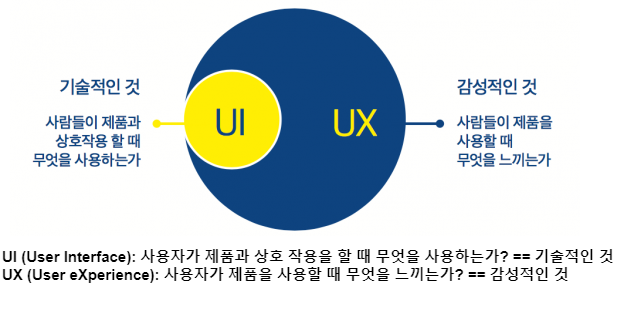 기술적인 것
사람들이 제품과
상호작용 할 때
무엇을 사용하는가
UI
UX
감성적인 것
사람들이 제품을
사용할 때
무엇을 느끼는가
UI (User Interface): 사용자가 제품과 상호 작용을 할 때 무엇을 사용하는가? == 기술적인 것
UX (User eXperience): 사용자가 제품을 사용할 때 무엇을 느끼는가? == 감성적인 것